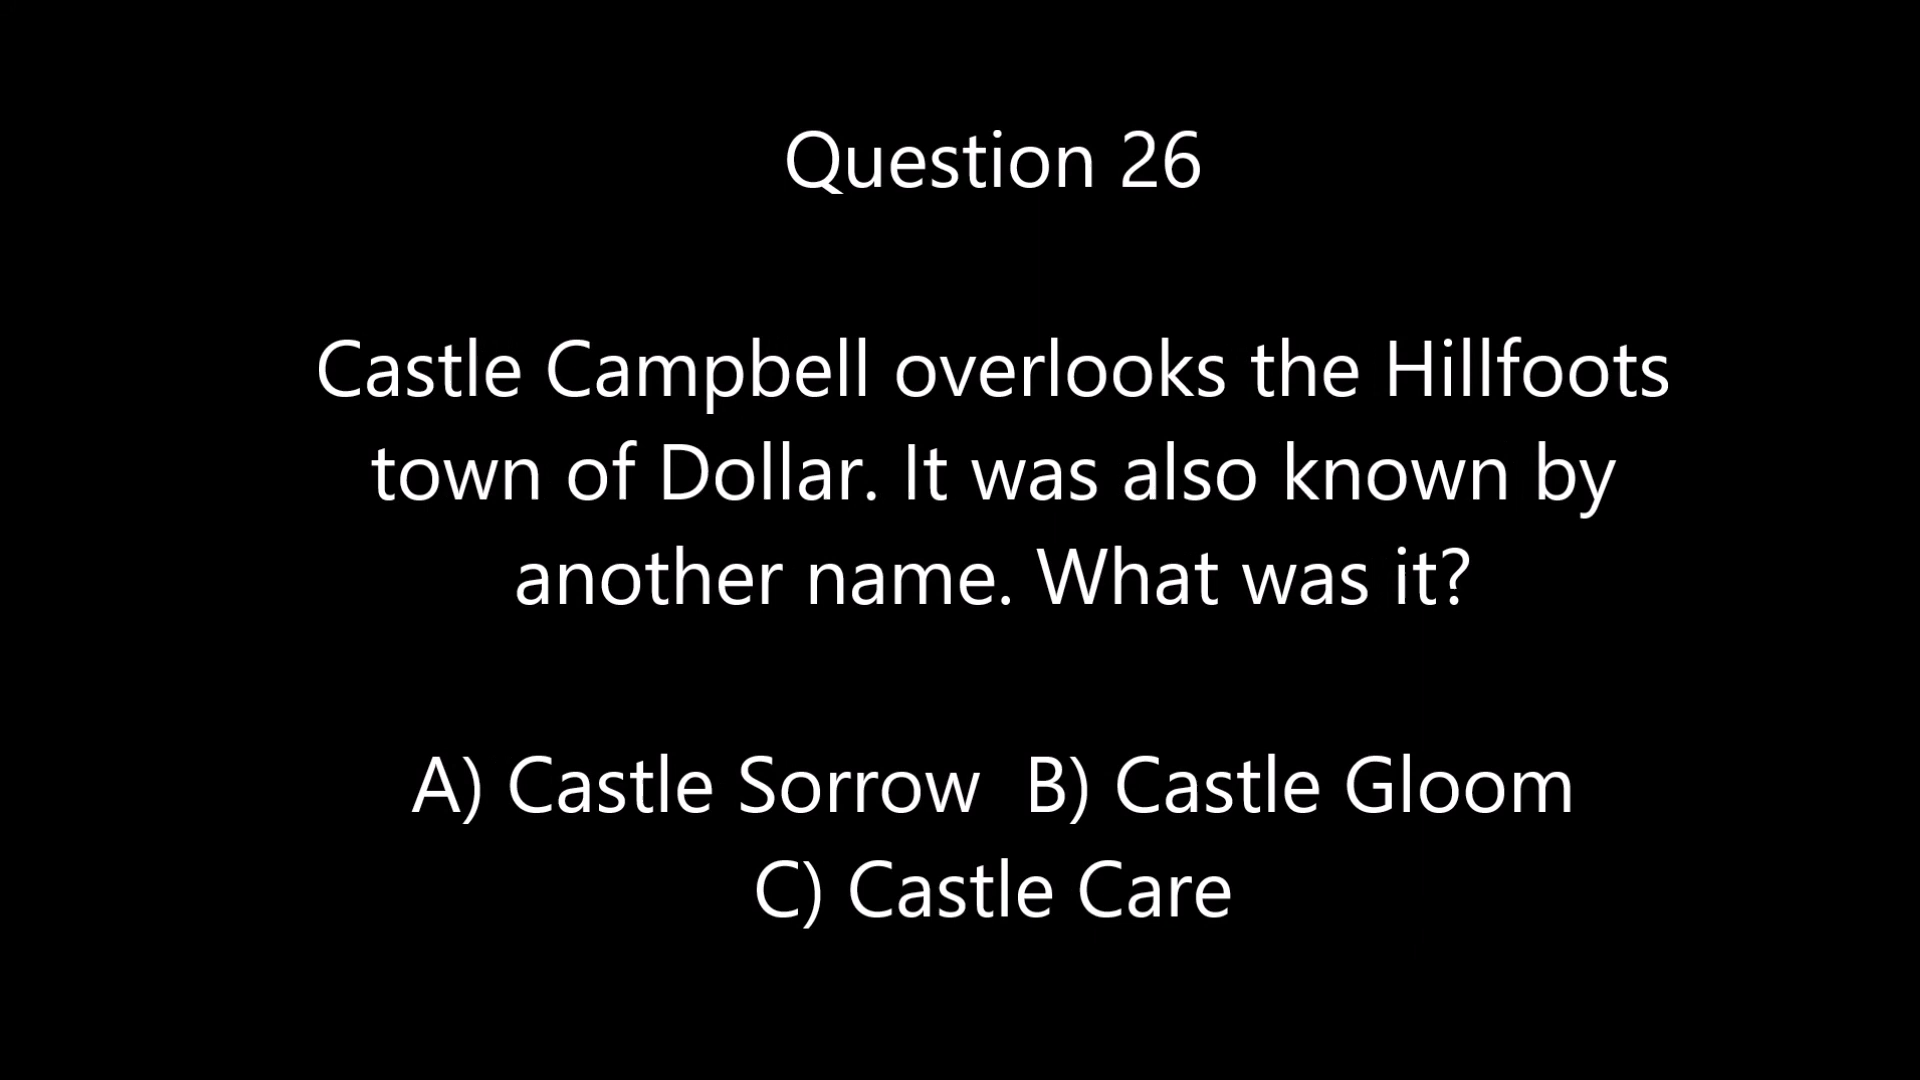 Question 26
Castle Campbell overlooks the Hillfoots
town of Dollar. It was also known by
another name. What was it?
A) Castle Sorrow  B) Castle Gloom
C) Castle Care